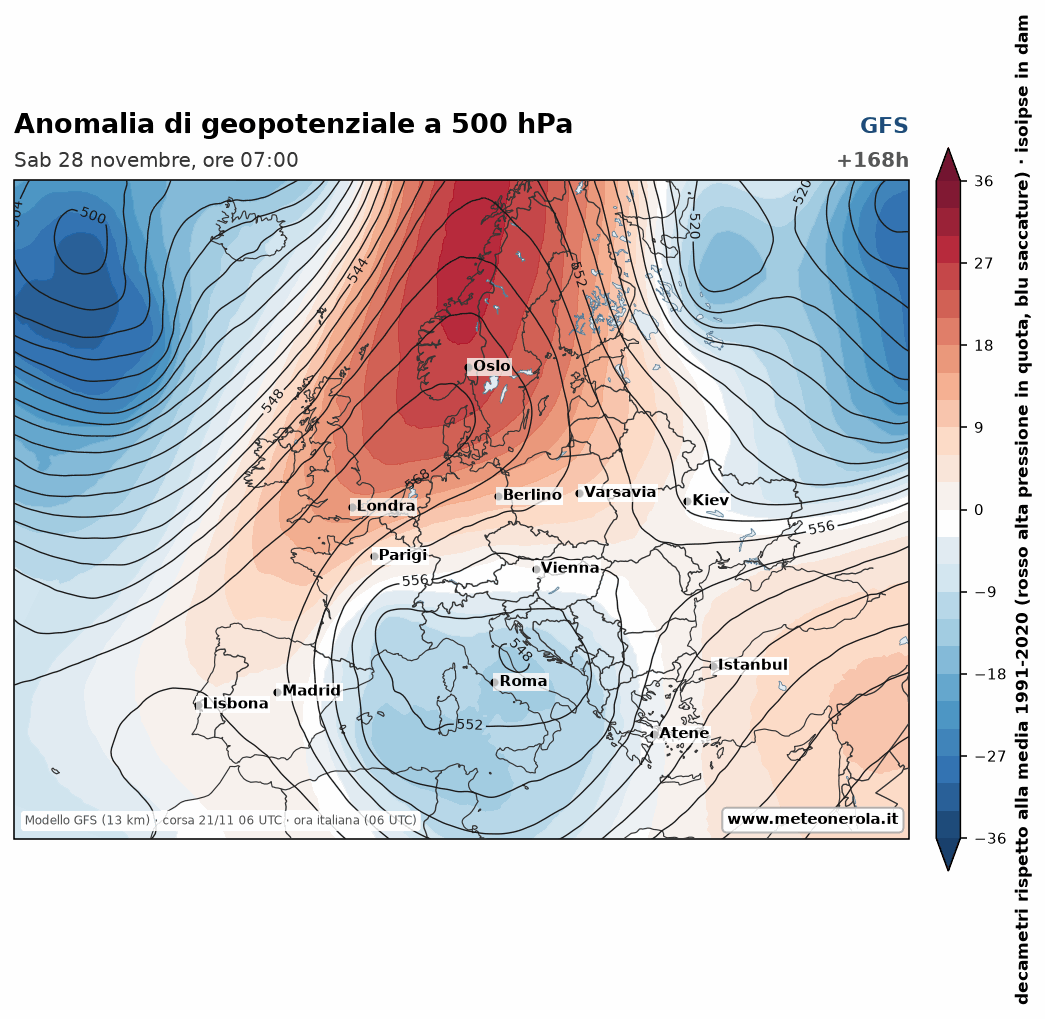 Anomalia di geopotenziale a 500 hPa
GFS
Sab 28 novembre, ore 07:00
+168h
504
500
520
520
544
552
548
568
Oslo
Londra
Berlino
Varsavia
Kiev
556
Parigi
Vienna
556
548
Istanbul
Roma
Madrid
Lisbona
552
Atene
Modello GFS (13 km) · corsa 21/11 06 UTC · ora italiana (06 UTC)
www.meteonerola.it
36
27
18
9
0
−9
−18
−27
−36
decametri rispetto alla media 1991-2020 (rosso alta pressione in quota, blu saccature) · isoipse in dam